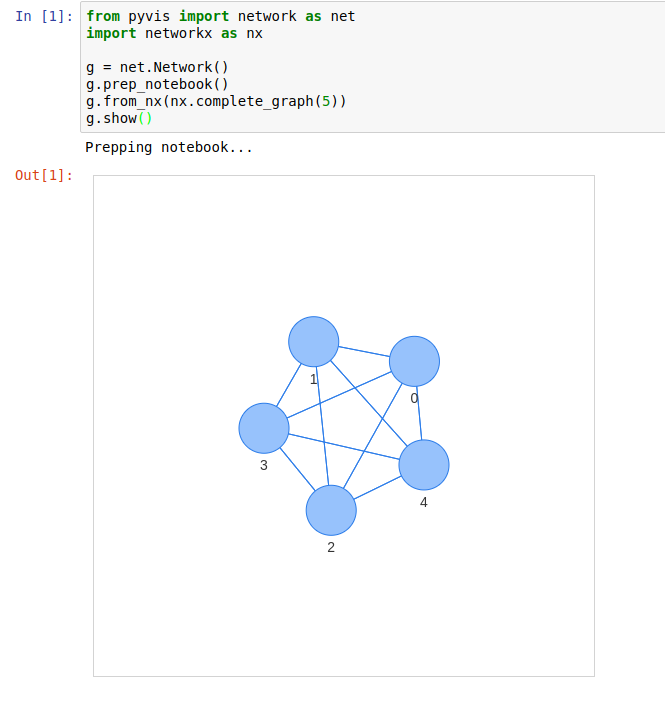 In [1]: from pyvis import network as net
import networkx as nx
g = net.Network()
g.prep_notebook()
g.from_nx(nx.complete_graph(5))
g.show()
Prepping notebook...
Out[1]:
1
0
3
4
2